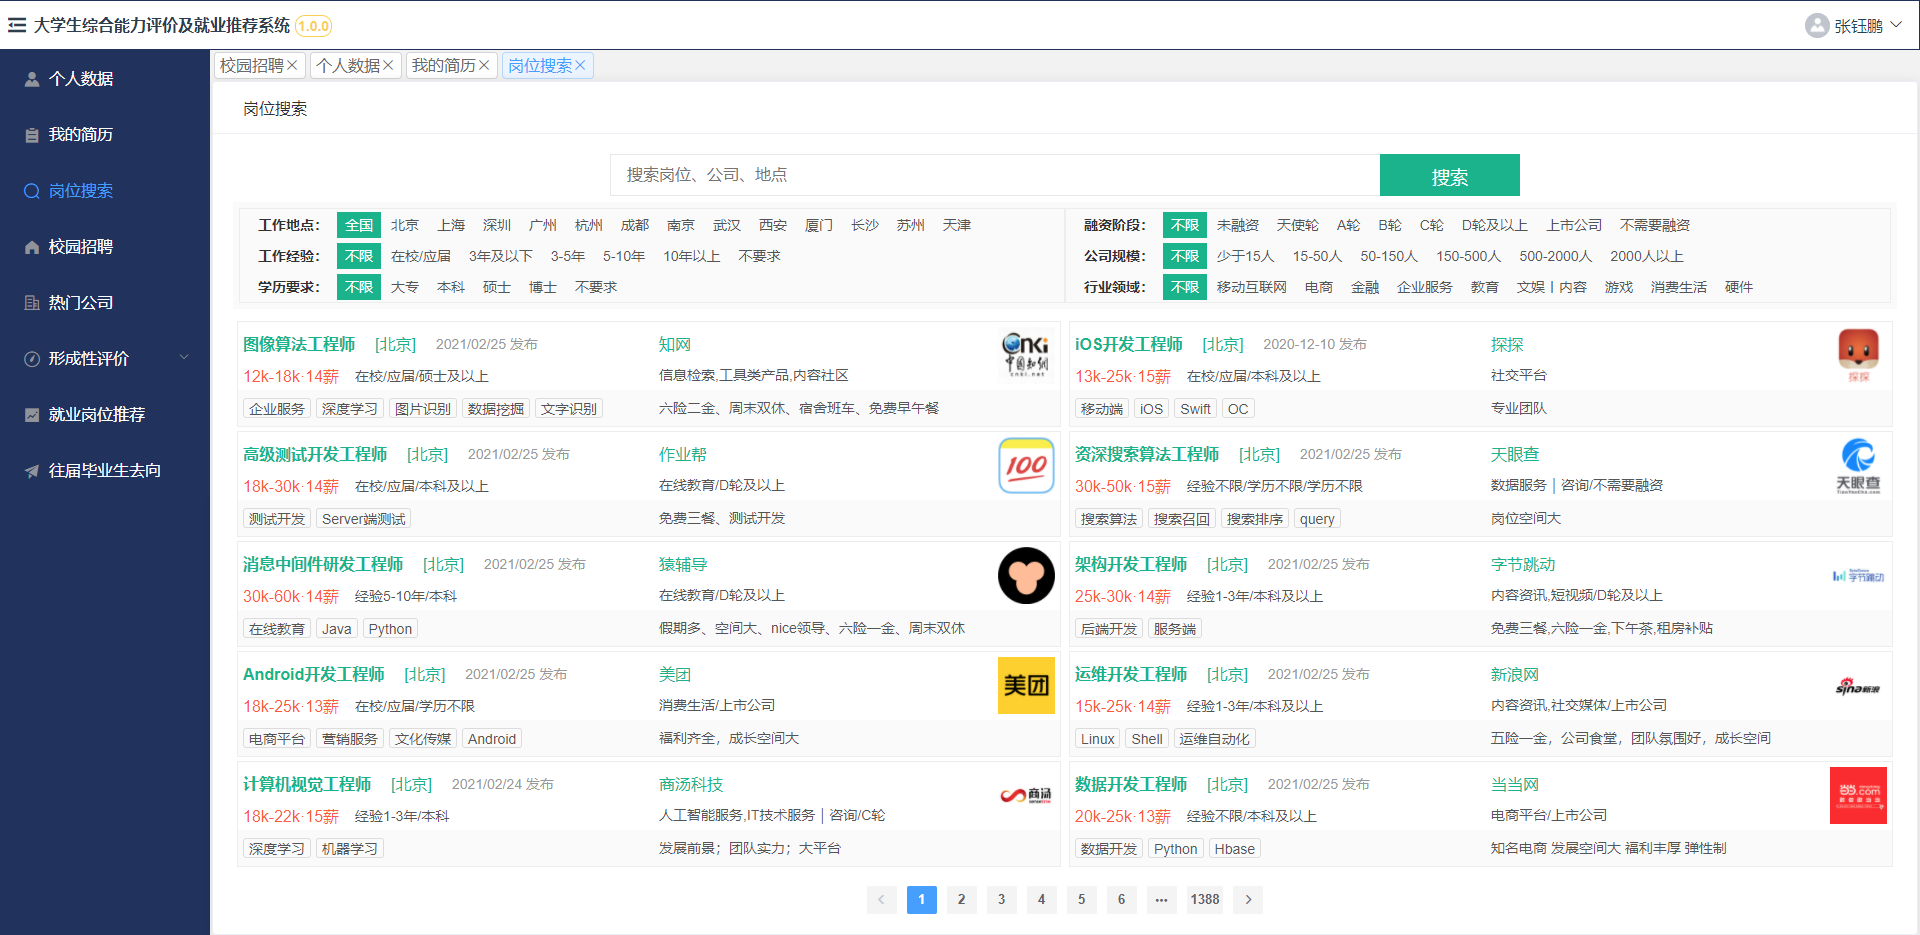 大学生综合能力评价及就业推荐系统 1.0.0
张钰鹏
个人数据
我的简历
岗位搜索
校园招聘
热门公司
形成性评价
就业岗位推荐
往届毕业生去向
校园招聘 个人数据 我的简历 岗位搜索
岗位搜索
搜索岗位、公司、地点 搜索
工作地点： 全国 北京 上海 深圳 广州 杭州 成都 南京 武汉 西安 厦门 长沙 苏州 天津
工作经验： 不限 在校/应届 3年及以下 3-5年 5-10年 10年以上 不要求
学历要求： 不限 大专 本科 硕士 博士 不要求
融资阶段： 不限 未融资 天使轮 A轮 B轮 C轮 D轮及以上 上市公司 不需要融资
公司规模： 不限 少于15人 15-50人 50-150人 150-500人 500-2000人 2000人以上
行业领域： 不限 移动互联网 电商 金融 企业服务 教育 文娱丨内容 游戏 消费生活 硬件
图像算法工程师 [北京] 2021/02/25 发布 知网
12k-18k·14薪 在校/应届/硕士及以上 信息检索,工具类产品,内容社区
企业服务 深度学习 图片识别 数据挖掘 文字识别 六险二金、周末双休、宿舍班车、免费早午餐
cnki 中国知网 cnki.net
iOS开发工程师 [北京] 2020-12-10 发布 探探
13k-25k·15薪 在校/应届/本科及以上 社交平台
移动端 iOS Swift OC 专业团队
探探
高级测试开发工程师 [北京] 2021/02/25 发布 作业帮
18k-30k·14薪 在校/应届/本科及以上 在线教育/D轮及以上
测试开发 Server端测试 免费三餐、测试开发
100
资深搜索算法工程师 [北京] 2021/02/25 发布 天眼查
30k-50k·15薪 经验不限/学历不限/学历不限 数据服务｜咨询/不需要融资
搜索算法 搜索召回 搜索排序 query 岗位空间大
天眼查 TianYanCha.com
消息中间件研发工程师 [北京] 2021/02/25 发布 猿辅导
30k-60k·14薪 经验5-10年/本科 在线教育/D轮及以上
在线教育 Java Python 假期多、空间大、nice领导、六险一金、周末双休
架构开发工程师 [北京] 2021/02/25 发布 字节跳动
25k-30k·14薪 经验1-3年/本科及以上 内容资讯,短视频/D轮及以上
后端开发 服务端 免费三餐,六险一金,下午茶,租房补贴
ByteDance 字节跳动
Android开发工程师 [北京] 2021/02/25 发布 美团
18k-25k·13薪 在校/应届/学历不限 消费生活/上市公司
电商平台 营销服务 文化传媒 Android 福利齐全，成长空间大
美团
运维开发工程师 [北京] 2021/02/25 发布 新浪网
15k-25k·14薪 经验1-3年/本科及以上 内容资讯,社交媒体/上市公司
Linux Shell 运维自动化 五险一金，公司食堂，团队氛围好，成长空间
sina新浪
计算机视觉工程师 [北京] 2021/02/24 发布 商汤科技
18k-22k·15薪 经验1-3年/本科 人工智能服务,IT技术服务｜咨询/C轮
深度学习 机器学习 发展前景；团队实力；大平台
商汤 sensetime
数据开发工程师 [北京] 2021/02/25 发布 当当网
20k-25k·13薪 经验不限/本科及以上 电商平台/上市公司
数据开发 Python Hbase 知名电商 发展空间大 福利丰厚 弹性制
当当.com
1 2 3 4 5 6 ··· 1388